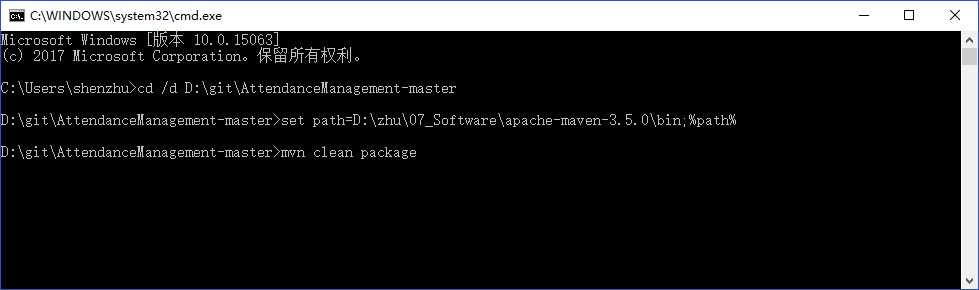 C:\WINDOWS\system32\cmd.exe
Microsoft Windows [版本 10.0.15063]
(c) 2017 Microsoft Corporation。保留所有权利。
C:\Users\shenzhu>cd /d D:\git\AttendanceManagement-master
D:\git\AttendanceManagement-master>set path=D:\zhu\07_Software\apache-maven-3.5.0\bin;%path%
D:\git\AttendanceManagement-master>mvn clean package